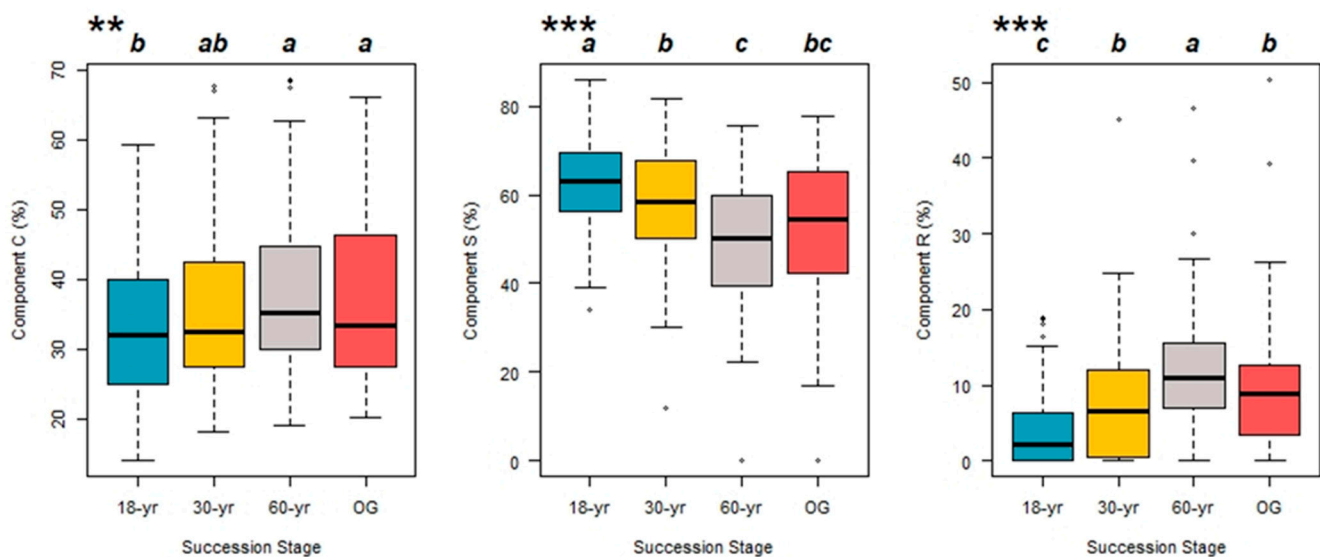 ** b ab a a
Component C (%)
70
60
50
40
30
20
18-yr 30-yr 60-yr OG
Succession Stage
*** a b c bc
Component S (%)
80
60
40
20
0
18-yr 30-yr 60-yr OG
Succession Stage
*** c b a b
Component R (%)
50
40
30
20
10
0
18-yr 30-yr 60-yr OG
Succession Stage